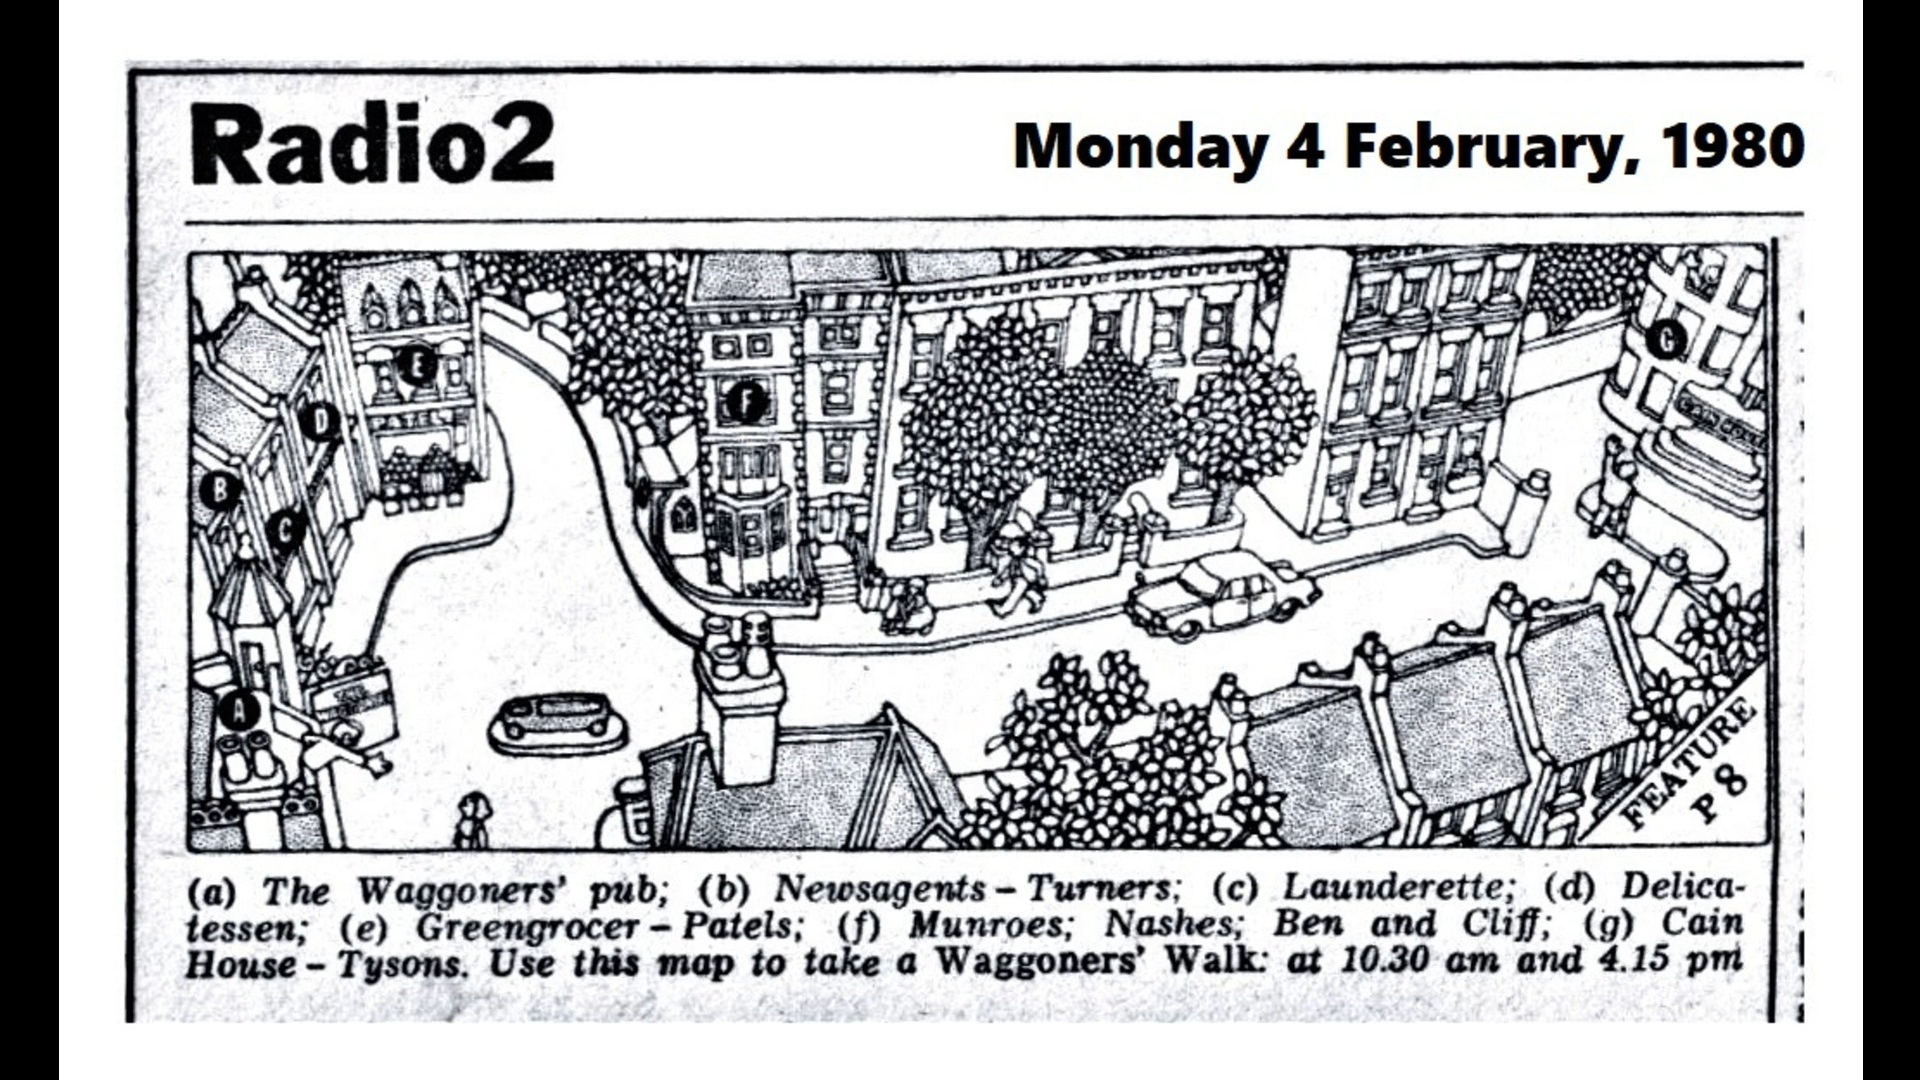 Radio2
Monday 4 February, 1980
E
G
D
F
B
C
A
FEATURE
P 8
(a) The Waggoners' pub; (b) Newsagents – Turners; (c) Launderette; (d) Delica-
tessen; (e) Greengrocer – Patels; (f) Munroes; Nashes; Ben and Cliff; (g) Cain
House – Tysons. Use this map to take a Waggoners' Walk: at 10.30 am and 4.15 pm